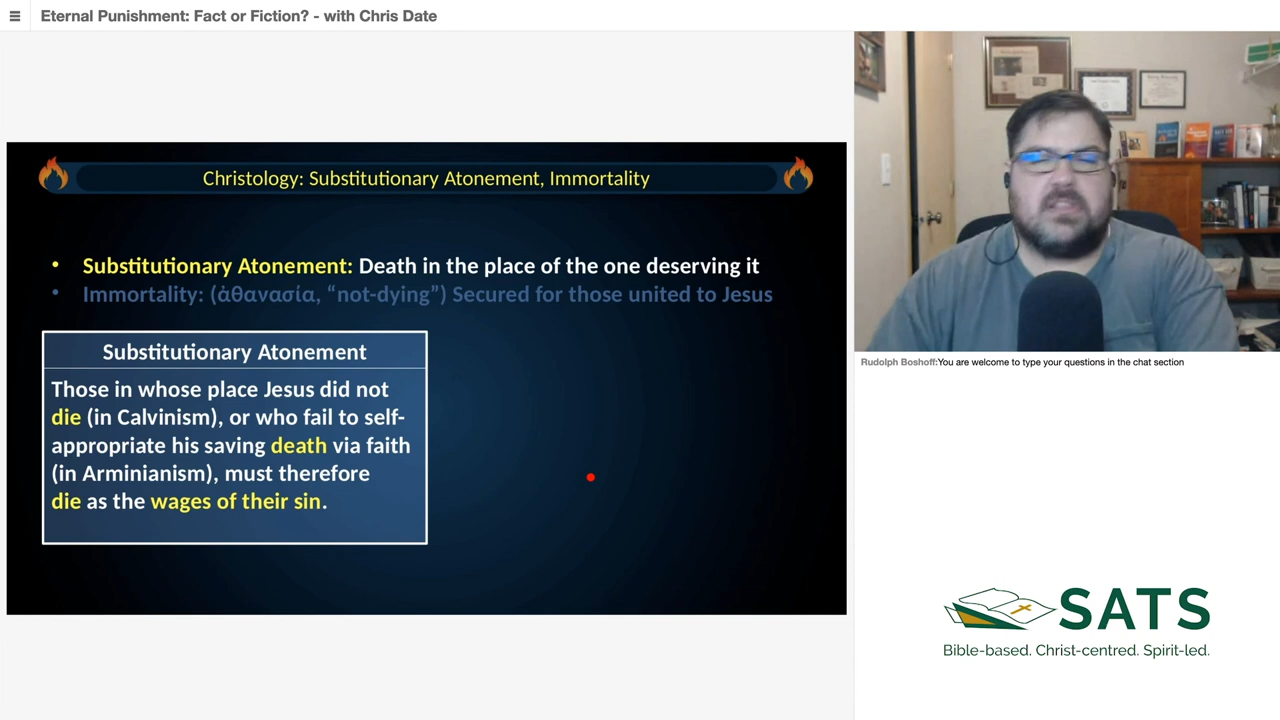 Eternal Punishment: Fact or Fiction? - with Chris Date
Christology: Substitutionary Atonement, Immortality
• Substitutionary Atonement: Death in the place of the one deserving it
• Immortality: (ἀθανασία, “not-dying”) Secured for those united to Jesus
Substitutionary Atonement
Those in whose place Jesus did not
die (in Calvinism), or who fail to self-
appropriate his saving death via faith
(in Arminianism), must therefore
die as the wages of their sin.
Rudolph Boshoff:You are welcome to type your questions in the chat section
SATS
Bible-based. Christ-centred. Spirit-led.